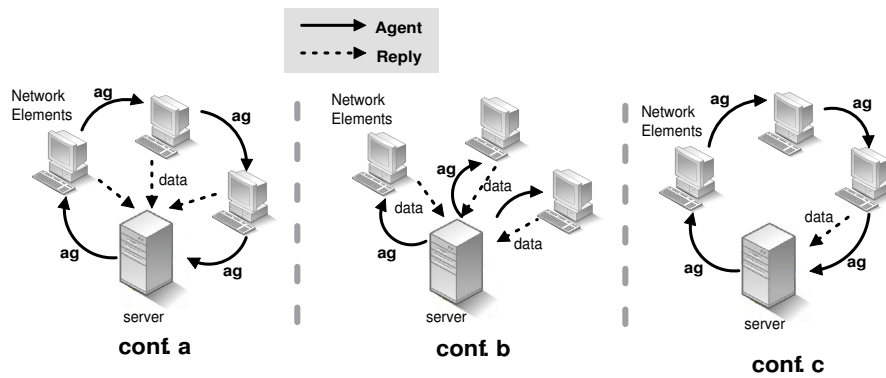 Agent
Reply
Network
Elements
ag
ag
data
ag
ag
server
conf. a
Network
Elements
ag
data
data
ag
data
server
conf. b
Network
Elements
ag
ag
data
ag
ag
server
conf. c